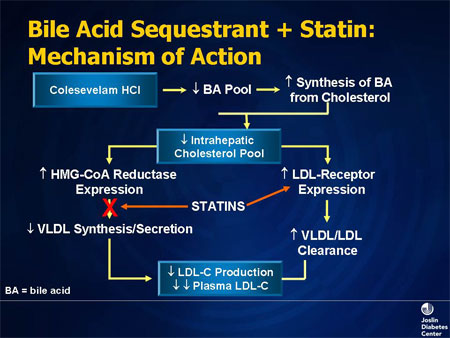 Bile Acid Sequestrant + Statin:
Mechanism of Action
Colesevelam HCl
↓ BA Pool
↑ Synthesis of BA
from Cholesterol
↓ Intrahepatic
Cholesterol Pool
↑ HMG-CoA Reductase
Expression
↑ LDL-Receptor
Expression
X
STATINS
↓ VLDL Synthesis/Secretion
↑ VLDL/LDL
Clearance
↓ LDL-C Production
↓ ↓ Plasma LDL-C
BA = bile acid
Joslin
Diabetes
Center